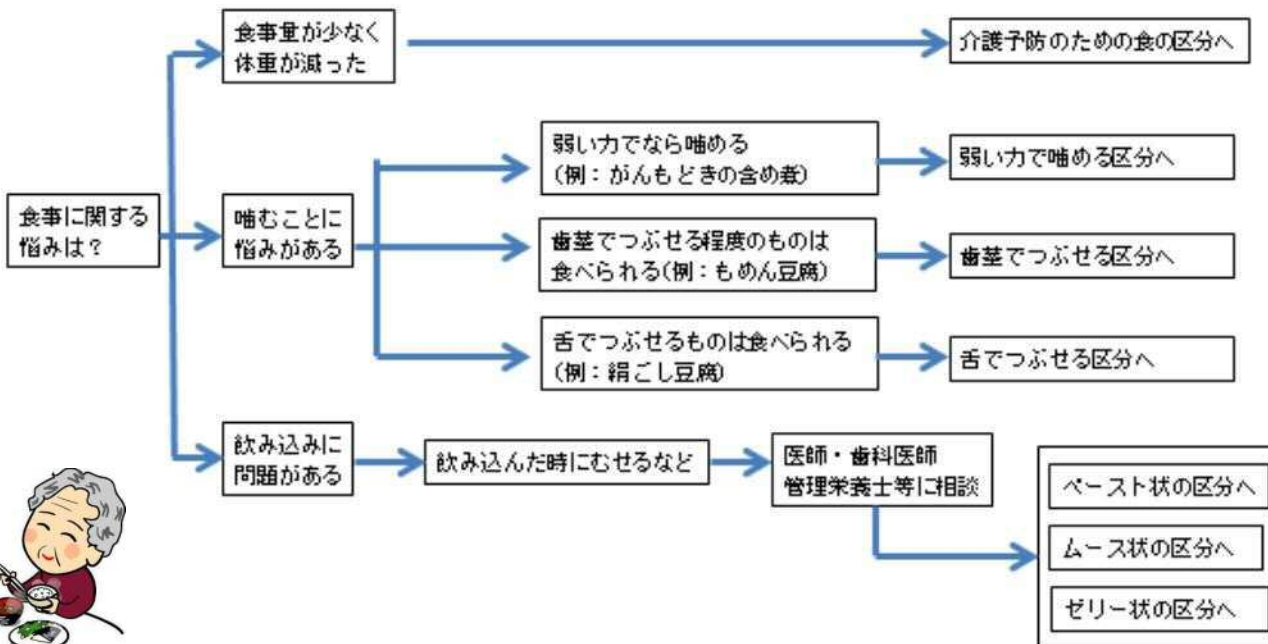 食事に関する
悩みは？
食事量が少なく
体重が減った
介護予防のための食の区分へ
噛むことに
悩みがある
弱い力でなら噛める
(例：がんもどきの含め煮)
弱い力で噛める区分へ
歯茎でつぶせる程度のものは
食べられる(例：もめん豆腐)
歯茎でつぶせる区分へ
舌でつぶせるものは食べられる
(例：絹ごし豆腐)
舌でつぶせる区分へ
飲み込みに
問題がある
飲み込んだ時にむせるなど
医師・歯科医師
管理栄養士等に相談
ペースト状の区分へ
ムース状の区分へ
ゼリー状の区分へ